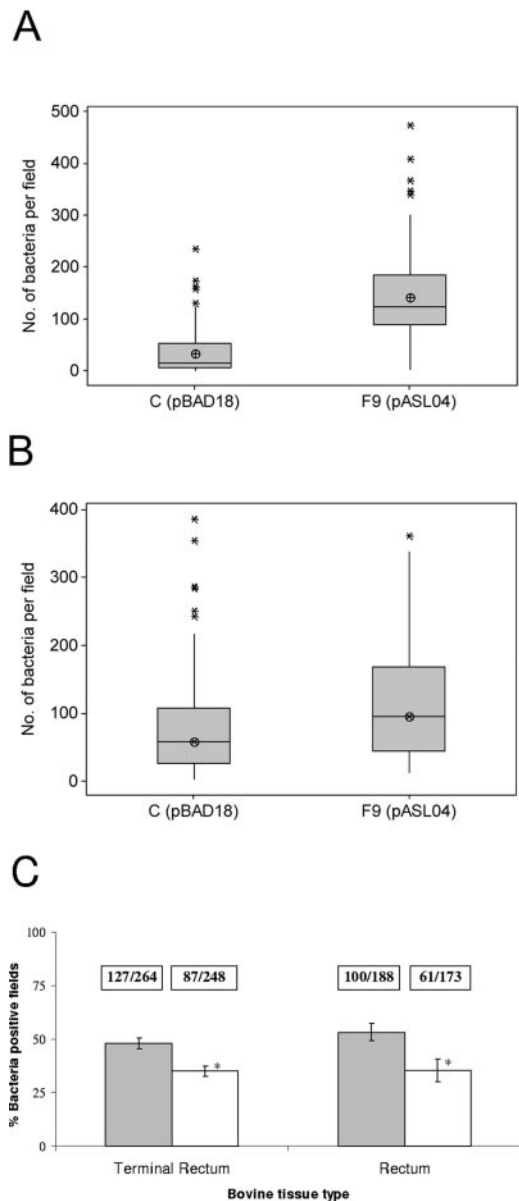 A
500
400
300
200
100
0
No. of bacteria per field
C (pBAD18) F9 (pASL04)
B
400
300
200
100
0
No. of bacteria per field
C (pBAD18) F9 (pASL04)
C
100
75
50
25
0
% Bacteria positive fields
127/264 87/248 100/188 61/173
* *
Terminal Rectum Rectum
Bovine tissue type